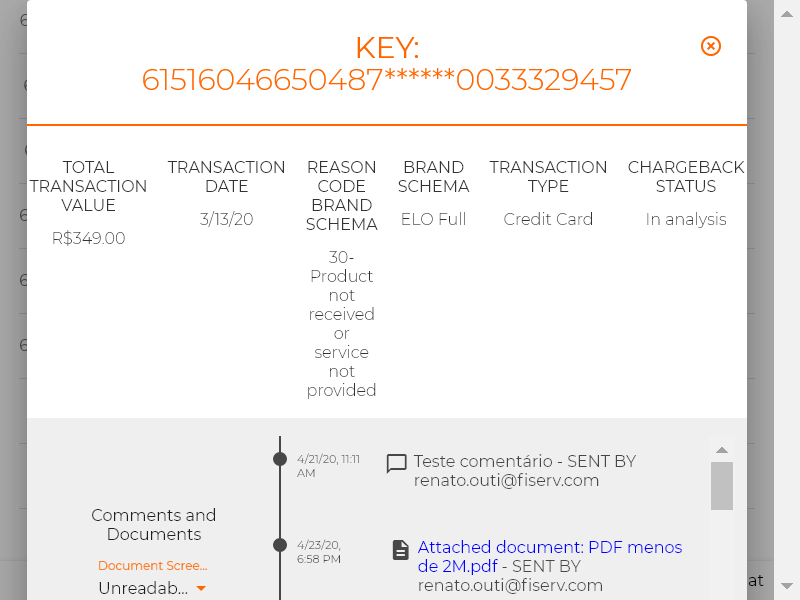 KEY:
61516046650487******0033329457
TOTAL
TRANSACTION
VALUE
R$349.00
TRANSACTION
DATE
3/13/20
REASON
CODE
BRAND
SCHEMA
30-
Product
not
received
or
service
not
provided
BRAND
SCHEMA
ELO Full
TRANSACTION
TYPE
Credit Card
CHARGEBACK
STATUS
In analysis
Comments and
Documents
Document Scree...
Unreadab...
4/21/20, 11:11
AM
Teste comentário - SENT BY
renato.outi@fiserv.com
4/23/20,
6:58 PM
Attached document: PDF menos
de 2M.pdf - SENT BY
renato.outi@fiserv.com
at